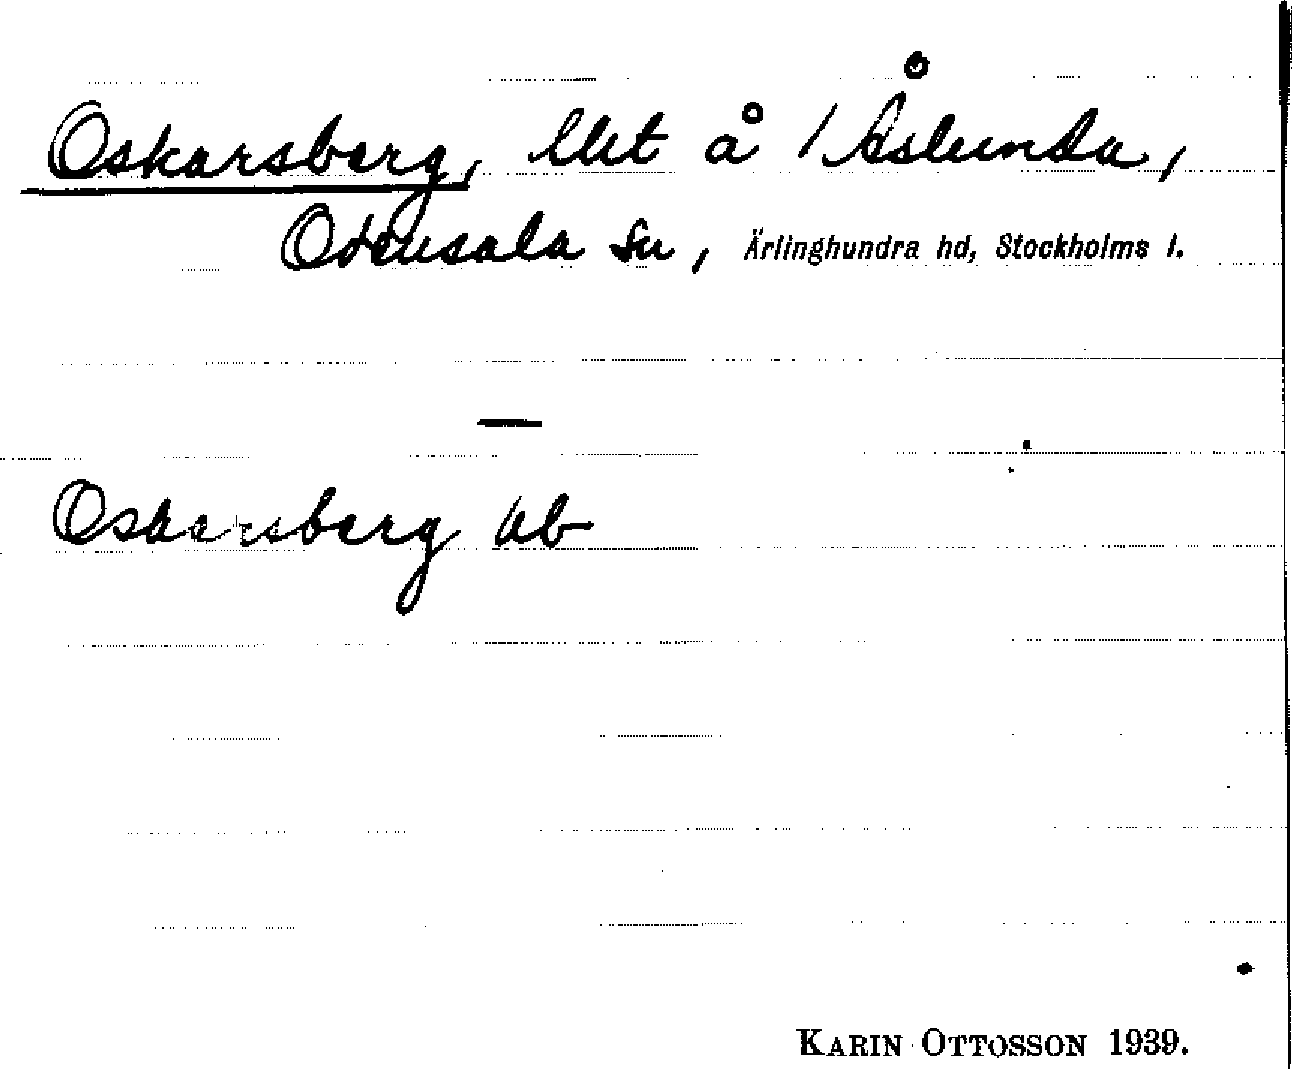 Oskarsberg, lht å 1 Åslunda,
Odensala sn, Ärlinghundra hd, Stockholms l.
—
Oskarsberg ab
KARIN OTTOSSON 1939.